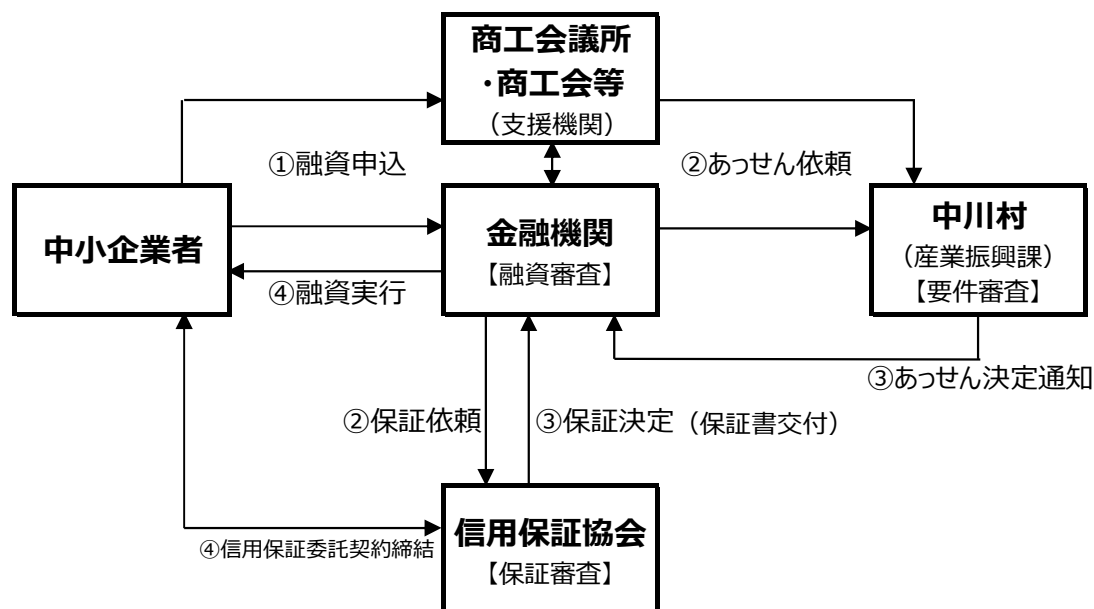 商工会議所
・商工会等
（支援機関）
①融資申込
②あっせん依頼
中小企業者
金融機関
【融資審査】
中川村
（産業振興課）
【要件審査】
④融資実行
③あっせん決定通知
②保証依頼
③保証決定（保証書交付）
④信用保証委託契約締結
信用保証協会
【保証審査】